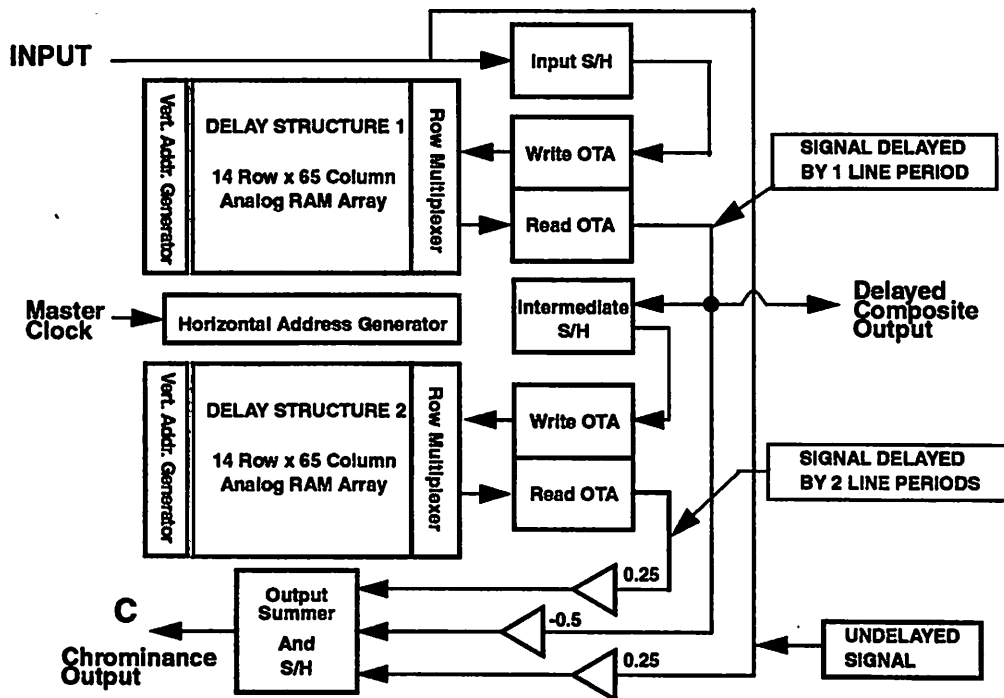 INPUT
Input S/H
Vert. Addr. Generator
DELAY STRUCTURE 1
14 Row x 65 Column
Analog RAM Array
Row Multiplexer
Write OTA
Read OTA
SIGNAL DELAYED
BY 1 LINE PERIOD
Master
Clock
Horizontal Address Generator
Intermediate
S/H
Delayed
Composite
Output
Vert. Addr. Generator
DELAY STRUCTURE 2
14 Row x 65 Column
Analog RAM Array
Row Multiplexer
Write OTA
Read OTA
SIGNAL DELAYED
BY 2 LINE PERIODS
0.25
-0.5
0.25
Output
Summer
And
S/H
C
Chrominance
Output
UNDELAYED
SIGNAL